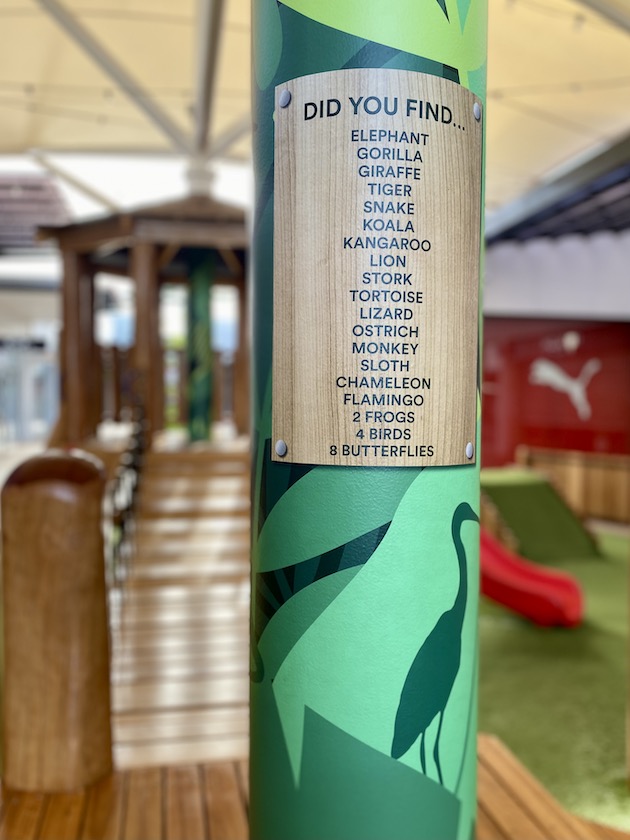 DID YOU FIND...
ELEPHANT
GORILLA
GIRAFFE
TIGER
SNAKE
KOALA
KANGAROO
LION
STORK
TORTOISE
LIZARD
OSTRICH
MONKEY
SLOTH
CHAMELEON
FLAMINGO
2 FROGS
4 BIRDS
8 BUTTERFLIES